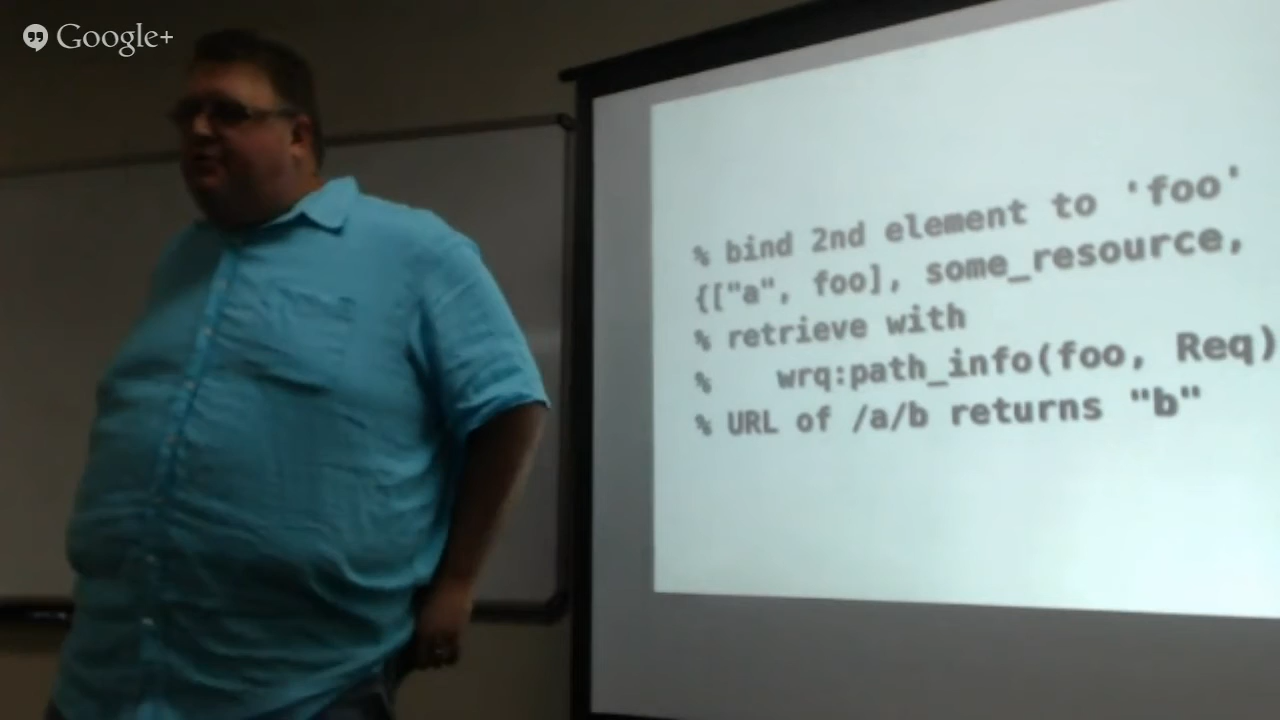 Google+
% bind 2nd element to 'foo'
{["a", foo], some_resource,
% retrieve with
%    wrq:path_info(foo, Req)
% URL of /a/b returns "b"